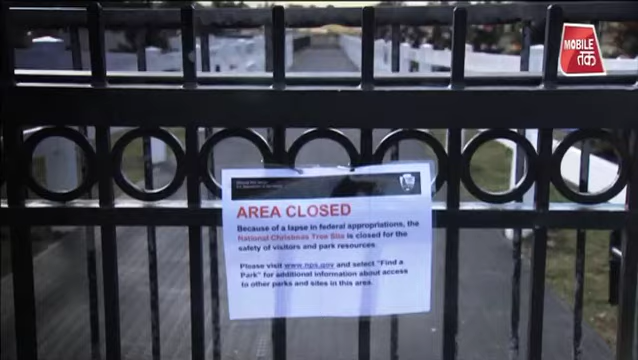 MOBILE
तक
AREA CLOSED
Because of a lapse in federal appropriations, the
National Christmas Tree Site is closed for the
safety of visitors and park resources.
Please visit www.nps.gov and select "Find a
Park" for additional information about access
to other parks and sites in this area.